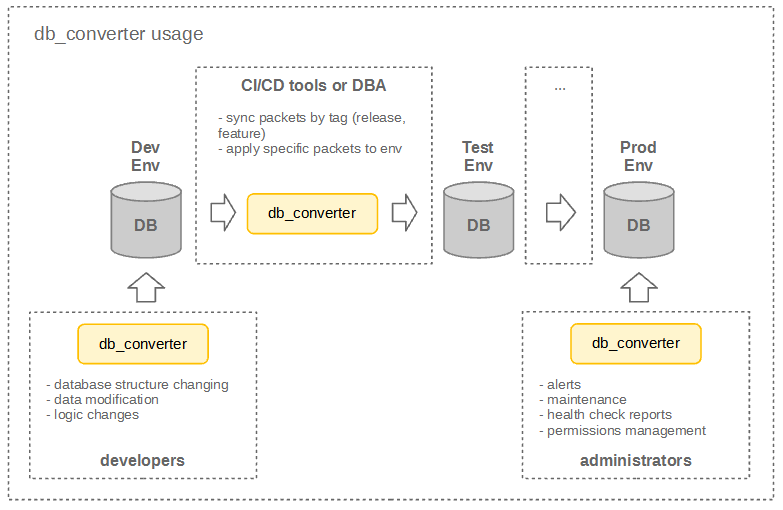 db_converter usage
CI/CD tools or DBA
- sync packets by tag (release,
feature)
- apply specific packets to env
...
Dev
Env
DB
db_converter
Test
Env
DB
Prod
Env
DB
db_converter
- database structure changing
- data modification
- logic changes
developers
db_converter
- alerts
- maintenance
- health check reports
- permissions management
administrators